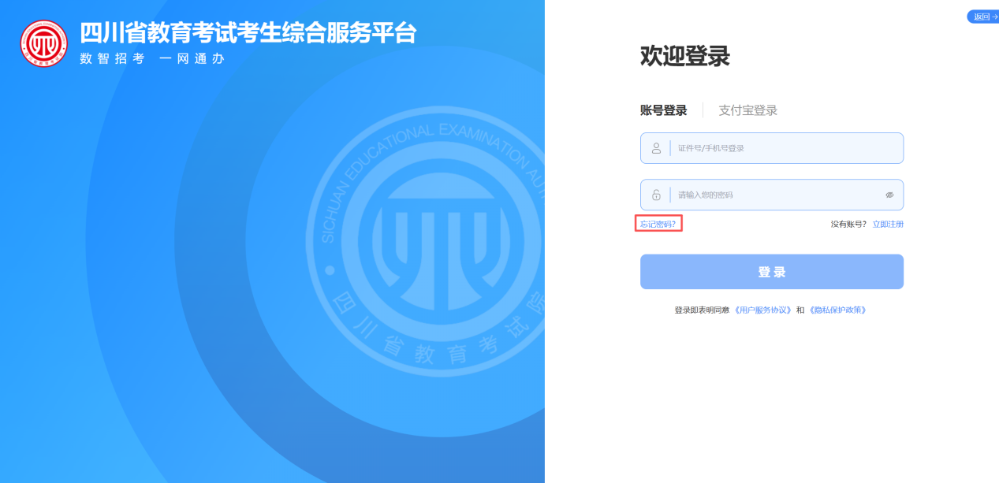 四川省教育考试考生综合服务平台
数智招考 一网通办
返回→
欢迎登录
账号登录 支付宝登录
证件号/手机号登录
请输入您的密码
忘记密码? 没有账号? 立即注册
登录
登录即表明同意《用户服务协议》和《隐私保护政策》
SICHUAN EDUCATIONAL EXAMINATION AUT
四川省教育考试院